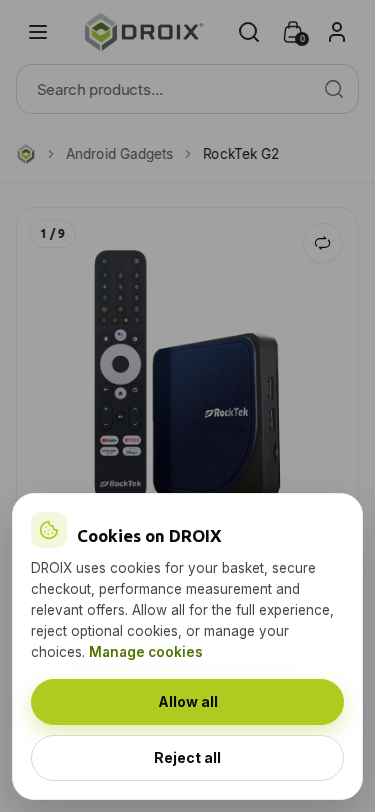 DROIX
0
Search products...
Android Gadgets
RockTek G2
1 / 9
RockTek
RockTek
Cookies on DROIX
DROIX uses cookies for your basket, secure
checkout, performance measurement and
relevant offers. Allow all for the full experience,
reject optional cookies, or manage your
choices. Manage cookies
Allow all
Reject all